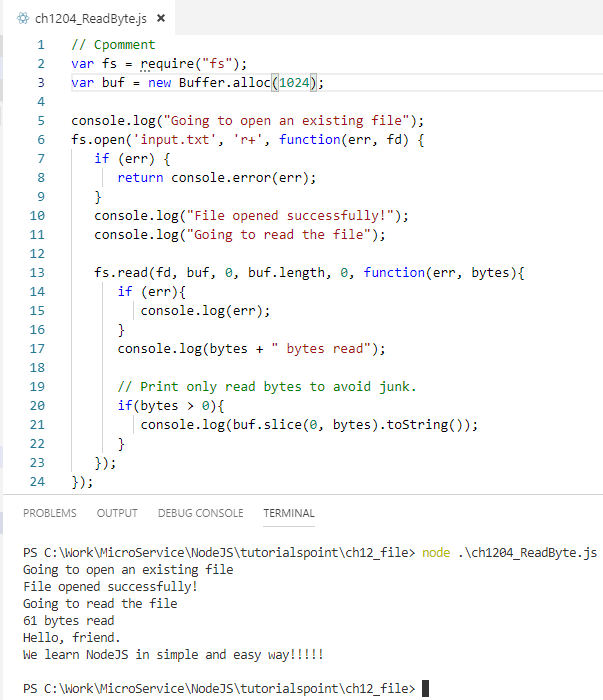 ch1204_ReadByte.js ×
1 // Cpomment
2 var fs = require("fs");
3 var buf = new Buffer.alloc(1024);
4
5 console.log("Going to open an existing file");
6 fs.open('input.txt', 'r+', function(err, fd) {
7 if (err) {
8 return console.error(err);
9 }
10 console.log("File opened successfully!");
11 console.log("Going to read the file");
12
13 fs.read(fd, buf, 0, buf.length, 0, function(err, bytes){
14 if (err){
15 console.log(err);
16 }
17 console.log(bytes + " bytes read");
18
19 // Print only read bytes to avoid junk.
20 if(bytes > 0){
21 console.log(buf.slice(0, bytes).toString());
22 }
23 });
24 });
PROBLEMS OUTPUT DEBUG CONSOLE TERMINAL
PS C:\Work\MicroService\NodeJS\tutorialspoint\ch12_file> node .\ch1204_ReadByte.js
Going to open an existing file
File opened successfully!
Going to read the file
61 bytes read
Hello, friend.
We learn NodeJS in simple and easy way!!!!!
PS C:\Work\MicroService\NodeJS\tutorialspoint\ch12_file>